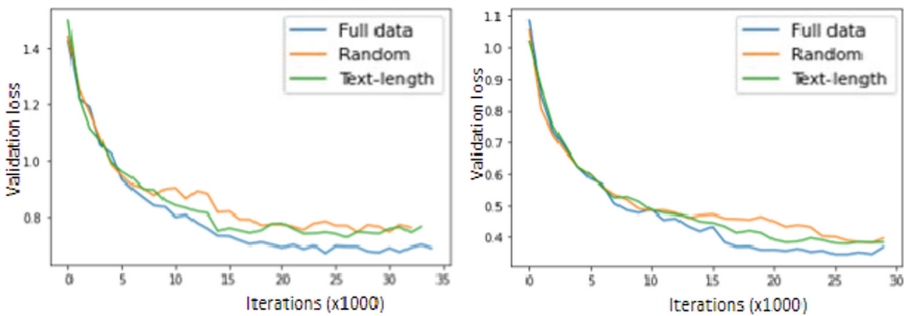 Full data
Random
Text-length
1.4
1.2
1.0
0.8
Validation loss
0 5 10 15 20 25 30 35
Iterations (x1000)
Full data
Random
Text-length
1.1
1.0
0.9
0.8
0.7
0.6
0.5
0.4
Validation loss
0 5 10 15 20 25 30
Iterations (x1000)